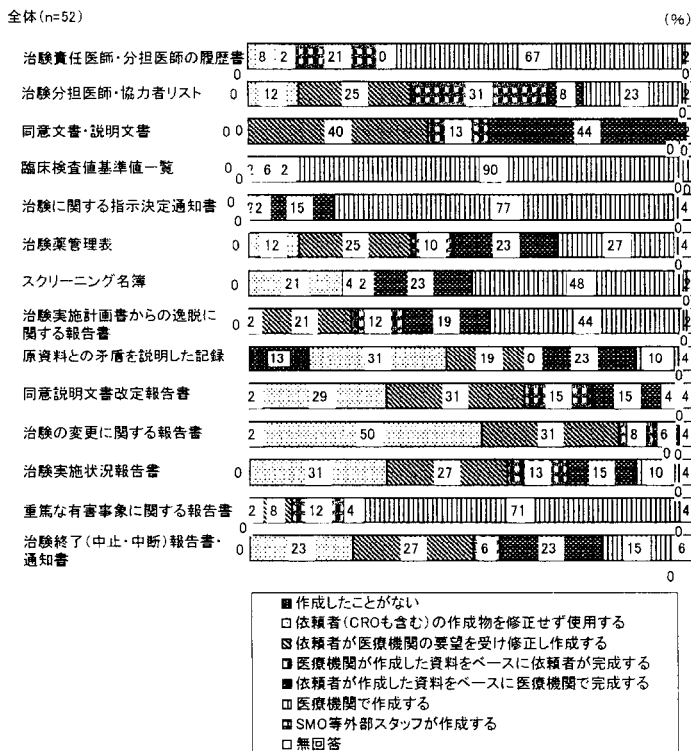 全体(n=52) (%)
治験責任医師・分担医師の履歴書 8 2 21 0 67 2
0 0
治験分担医師・協力者リスト 0 12 25 31 8 23 2
0
同意文書・説明文書 0 0 40 13 44
0 0
臨床検査値基準値一覧 0 0 2 6 2 90
0 0
治験に関する指示決定通知書 0 0 2 2 15 77 4
治験薬管理表 0 12 25 10 23 27 4
0
スクリーニング名簿 0 21 4 2 23 48 2
0
治験実施計画書からの逸脱に
関する報告書 2 21 12 19 44 2
原資料との矛盾を説明した記録 13 31 19 0 23 10 4
0
同意説明文書改定報告書 2 29 31 15 15 4 4
治験の変更に関する報告書 2 50 31 8 6 4
0 0
治験実施状況報告書 0 31 27 13 15 10 4
0
重篤な有害事象に関する報告書 2 8 12 4 71 4
0 0
治験終了(中止・中断)報告書・
通知書 0 23 27 6 23 15 6
0
作成したことがない
依頼者(CROも含む)の作成物を修正せず使用する
依頼者が医療機関の要望を受け修正し作成する
医療機関が作成した資料をベースに依頼者が完成する
依頼者が作成した資料をベースに医療機関で完成する
医療機関で作成する
SMO等外部スタッフが作成する
無回答